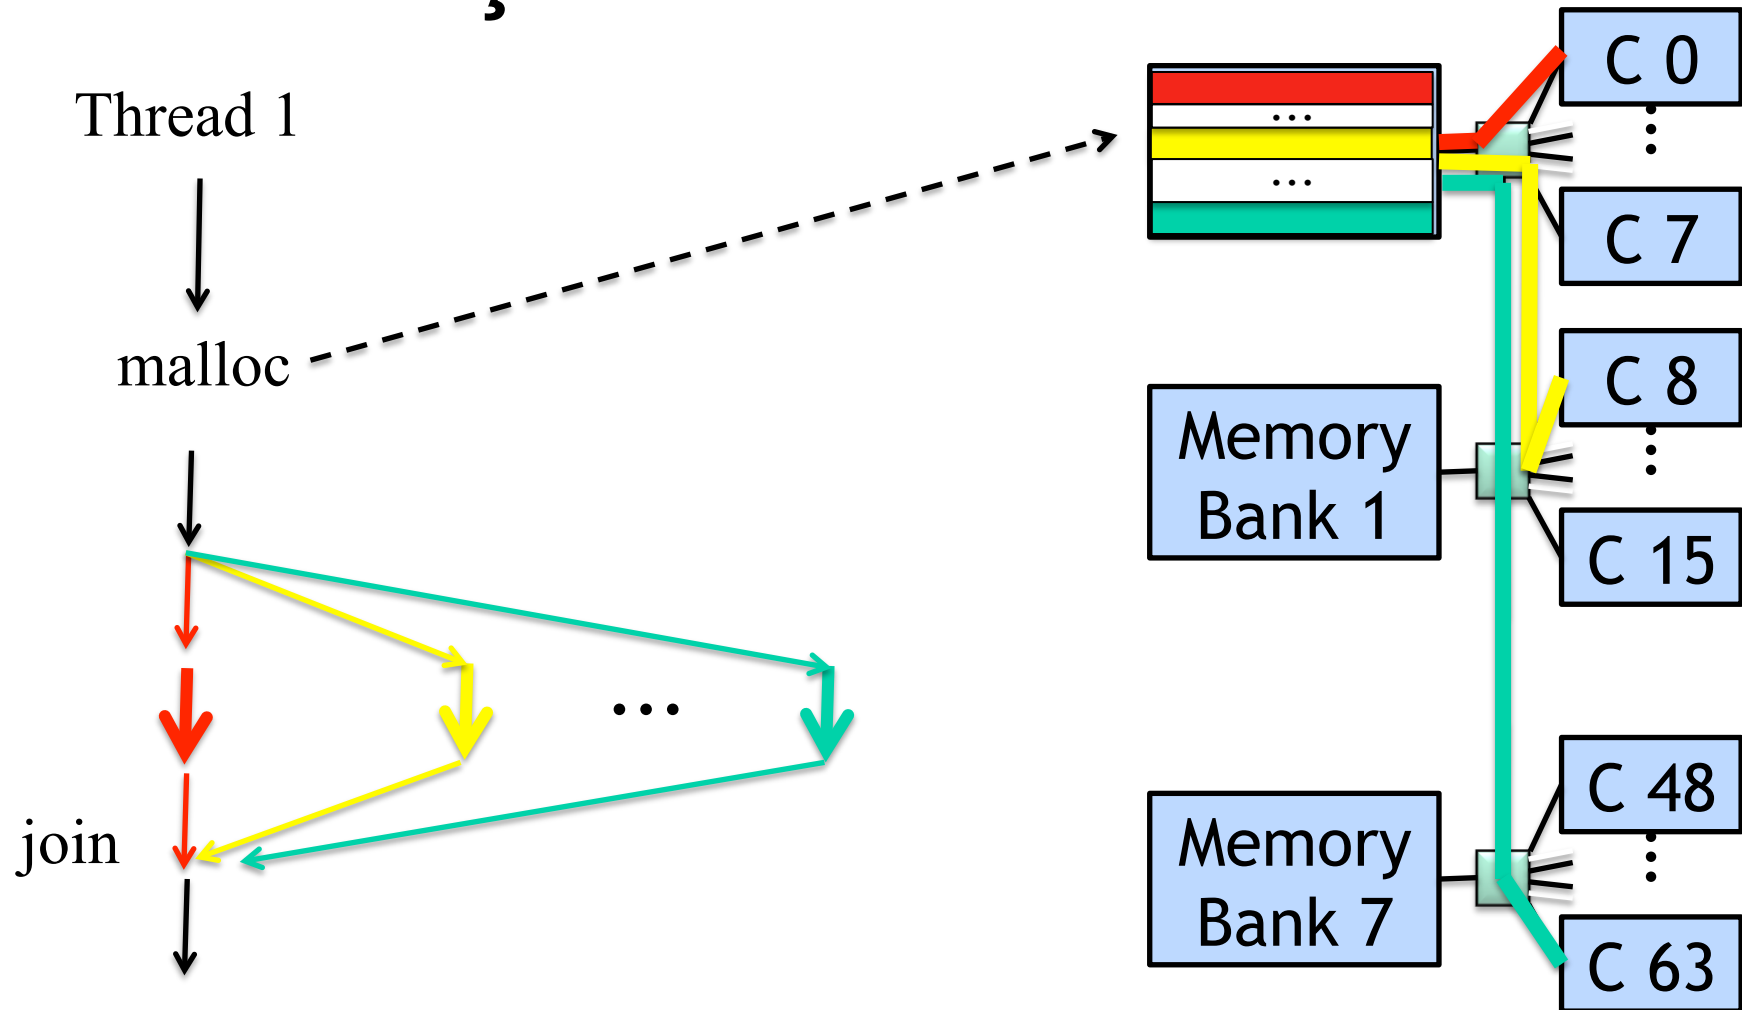 Thread 1
malloc
...
join
...
...
C 0
C 7
Memory
Bank 1
C 8
C 15
Memory
Bank 7
C 48
C 63